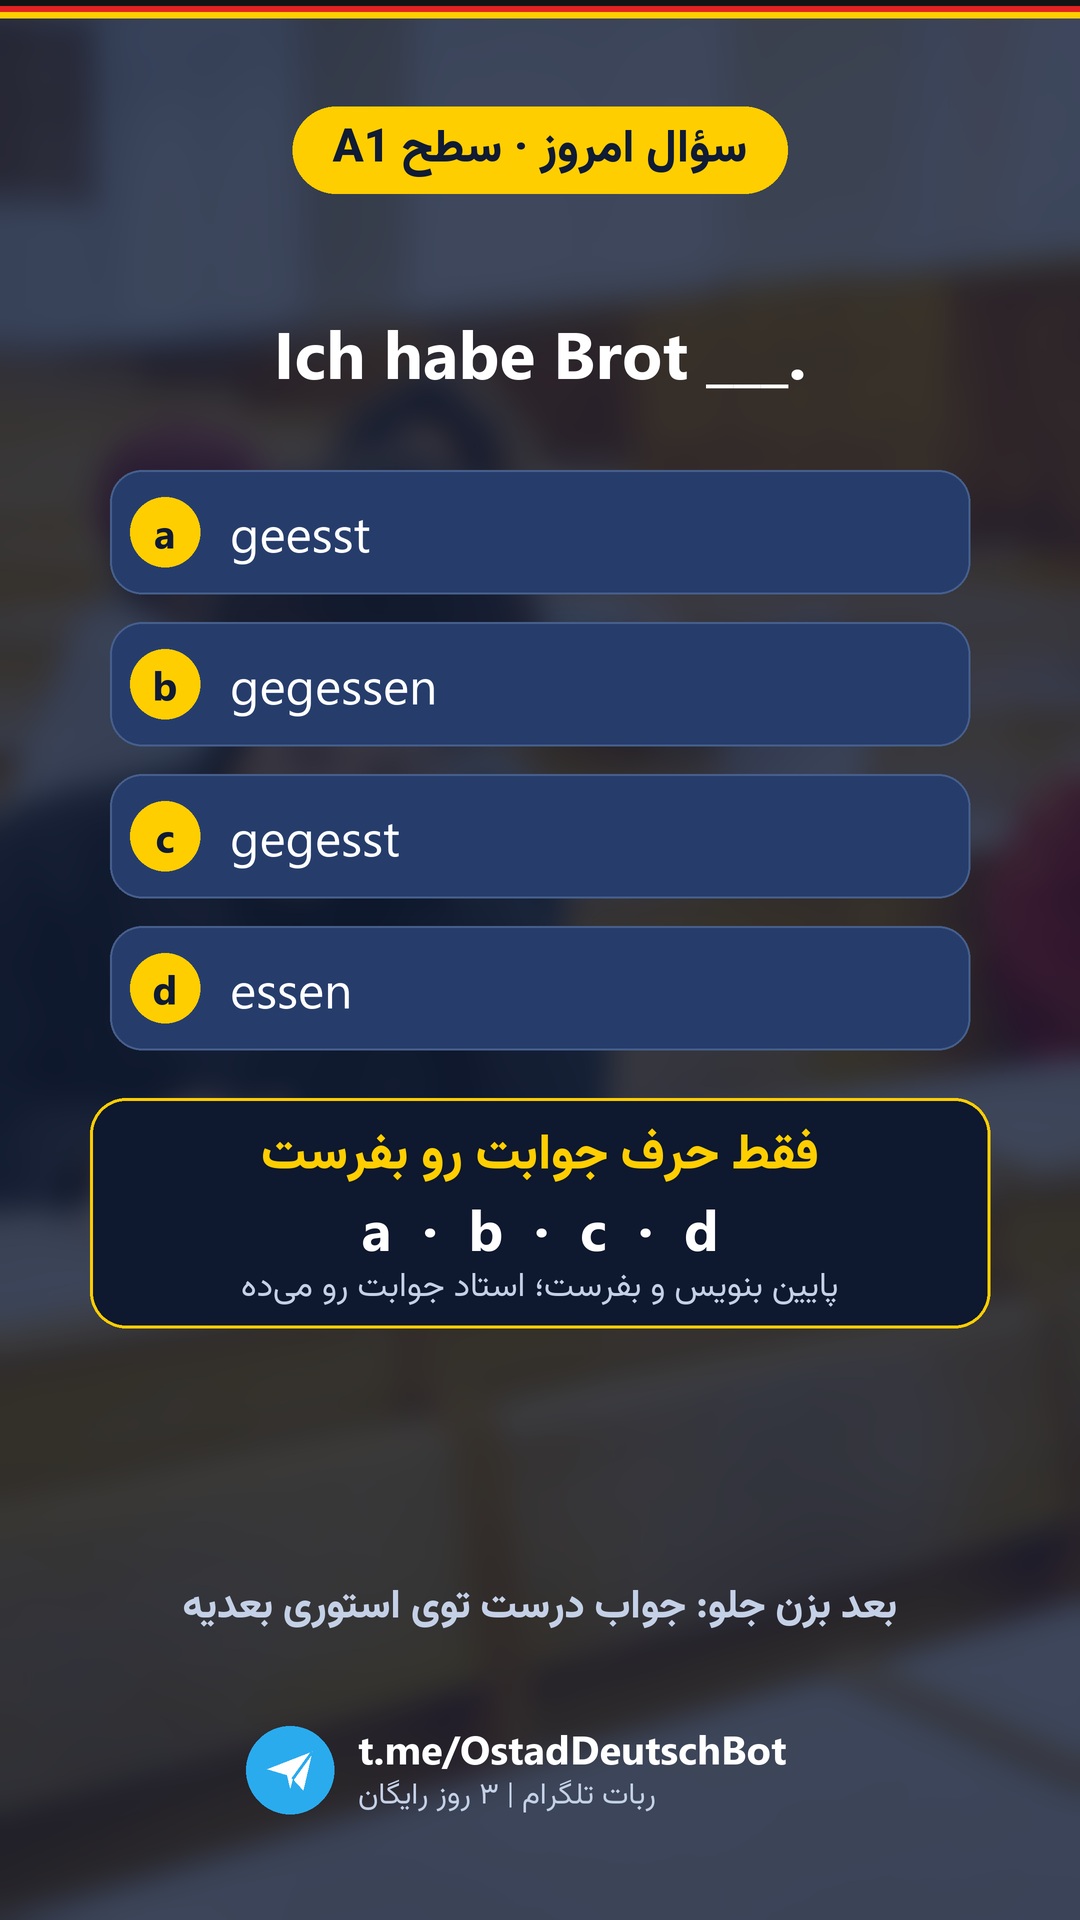 سؤال امروز · سطح A1
Ich habe Brot ___.
a geesst
b gegessen
c gegesst
d essen
فقط حرف جوابت رو بفرست
a · b · c · d
پایین بنویس و بفرست؛ استاد جوابت رو می‌ده
بعد بزن جلو: جواب درست توی استوری بعدیه
t.me/OstadDeutschBot
ربات تلگرام | ۳ روز رایگان